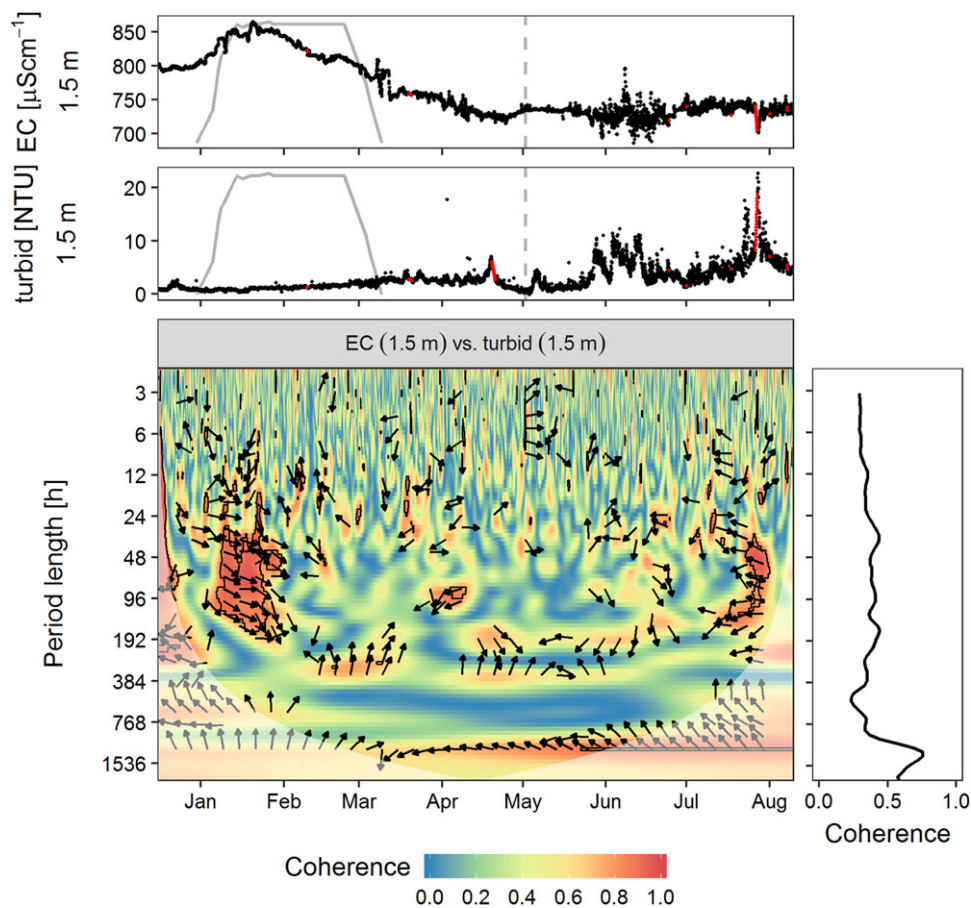 EC [µScm⁻¹]
1.5 m
850
800
750
700
turbid [NTU]
1.5 m
20
10
0
EC (1.5 m) vs. turbid (1.5 m)
Period length [h]
3
6
12
24
48
96
192
384
768
1536
Jan Feb Mar Apr May Jun Jul Aug
0.0 0.5 1.0
Coherence
Coherence
0.0 0.2 0.4 0.6 0.8 1.0